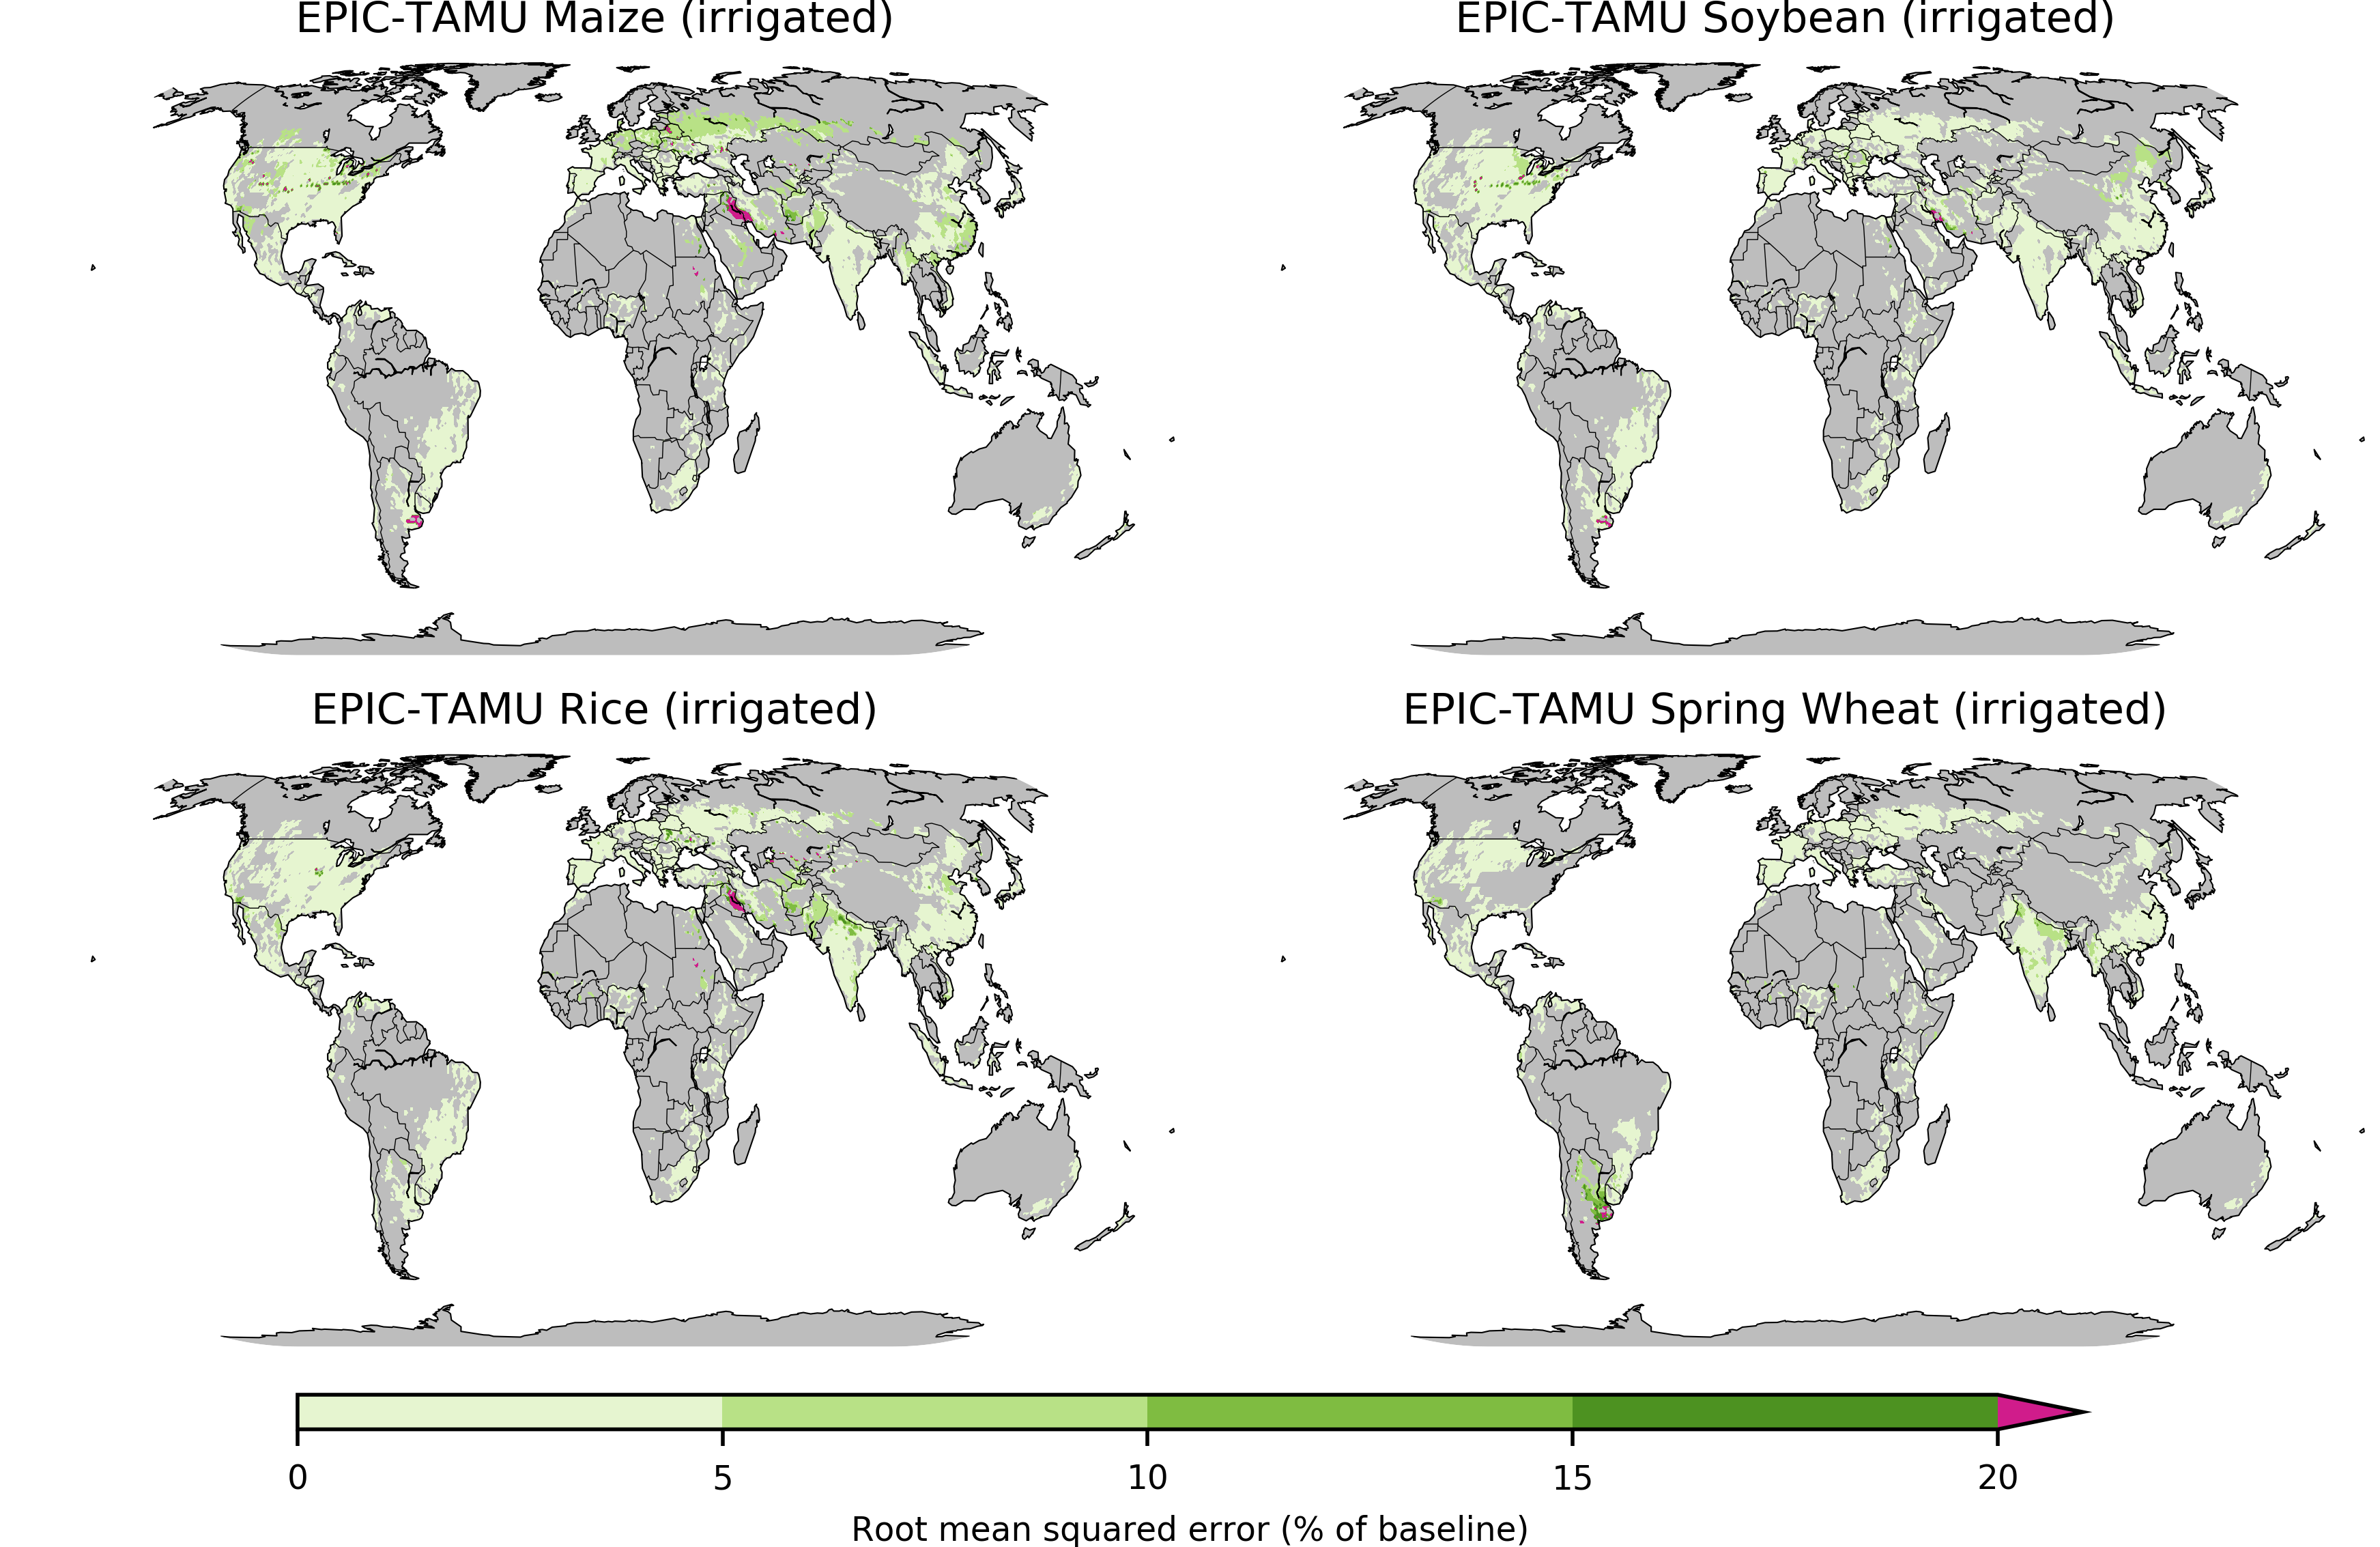 EPIC-TAMU Maize (irrigated)
EPIC-TAMU Soybean (irrigated)
EPIC-TAMU Rice (irrigated)
EPIC-TAMU Spring Wheat (irrigated)
0 5 10 15 20
Root mean squared error (% of baseline)